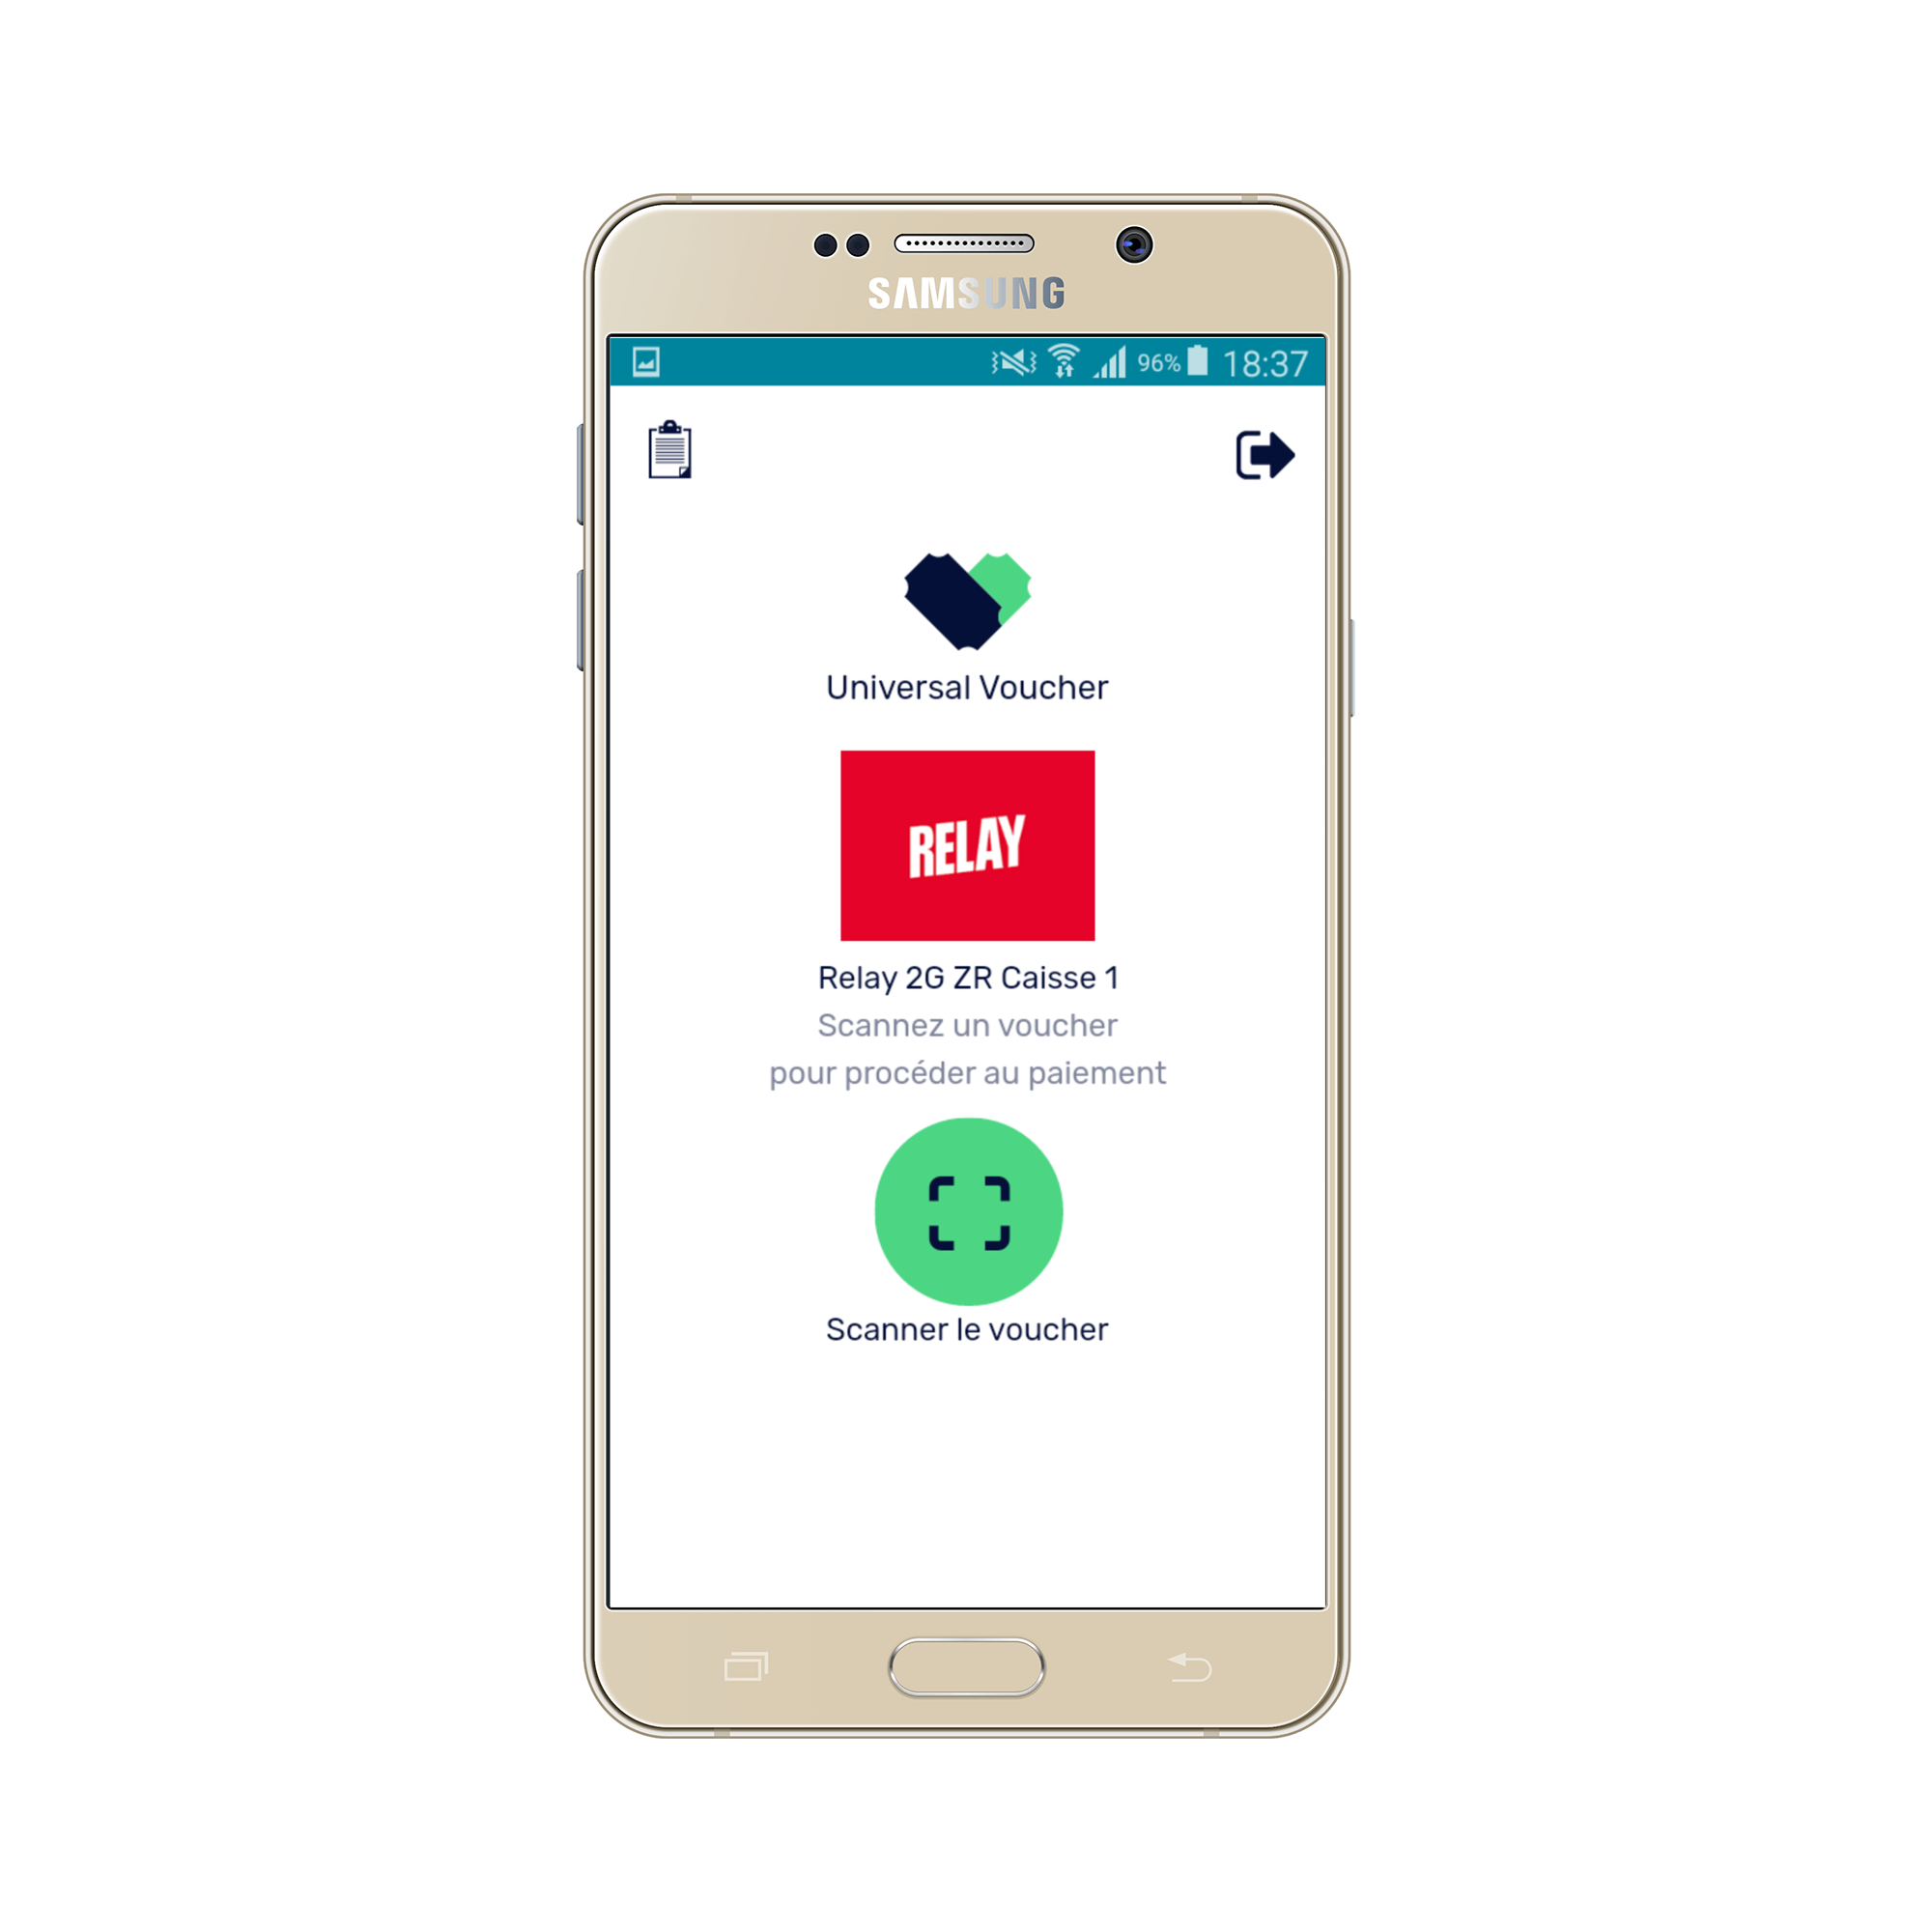 SAMSUNG
96% 18:37
Universal Voucher
RELAY
Relay 2G ZR Caisse 1
Scannez un voucher
pour procéder au paiement
Scanner le voucher